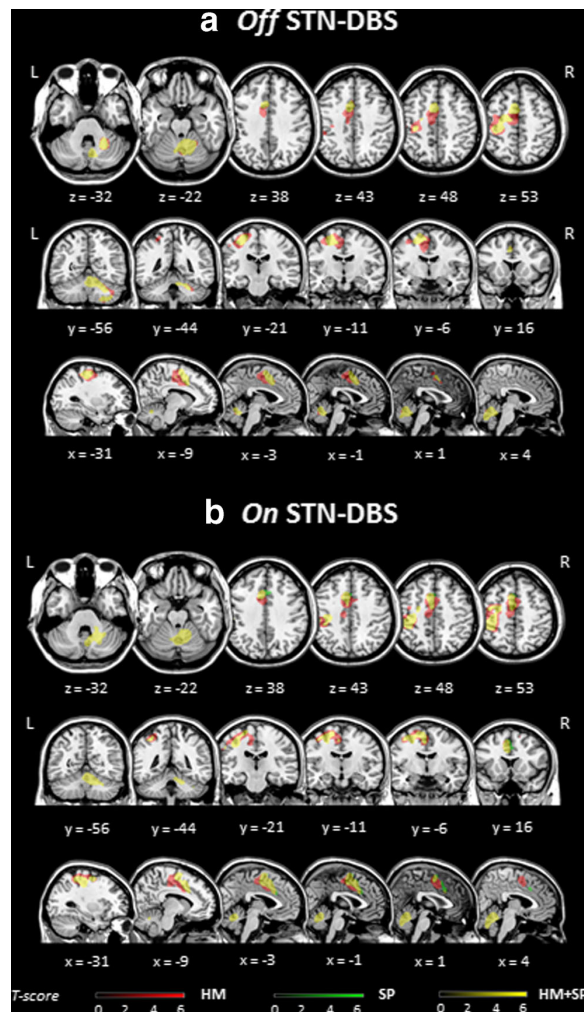 a Off STN-DBS
L R
z = -32 z = -22 z = 38 z = 43 z = 48 z = 53
L R
y = -56 y = -44 y = -21 y = -11 y = -6 y = 16
x = -31 x = -9 x = -3 x = -1 x = 1 x = 4
b On STN-DBS
L R
z = -32 z = -22 z = 38 z = 43 z = 48 z = 53
L R
y = -56 y = -44 y = -21 y = -11 y = -6 y = 16
x = -31 x = -9 x = -3 x = -1 x = 1 x = 4
T-score HM SP HM+SP
0 2 4 6 0 2 4 6 0 2 4 6